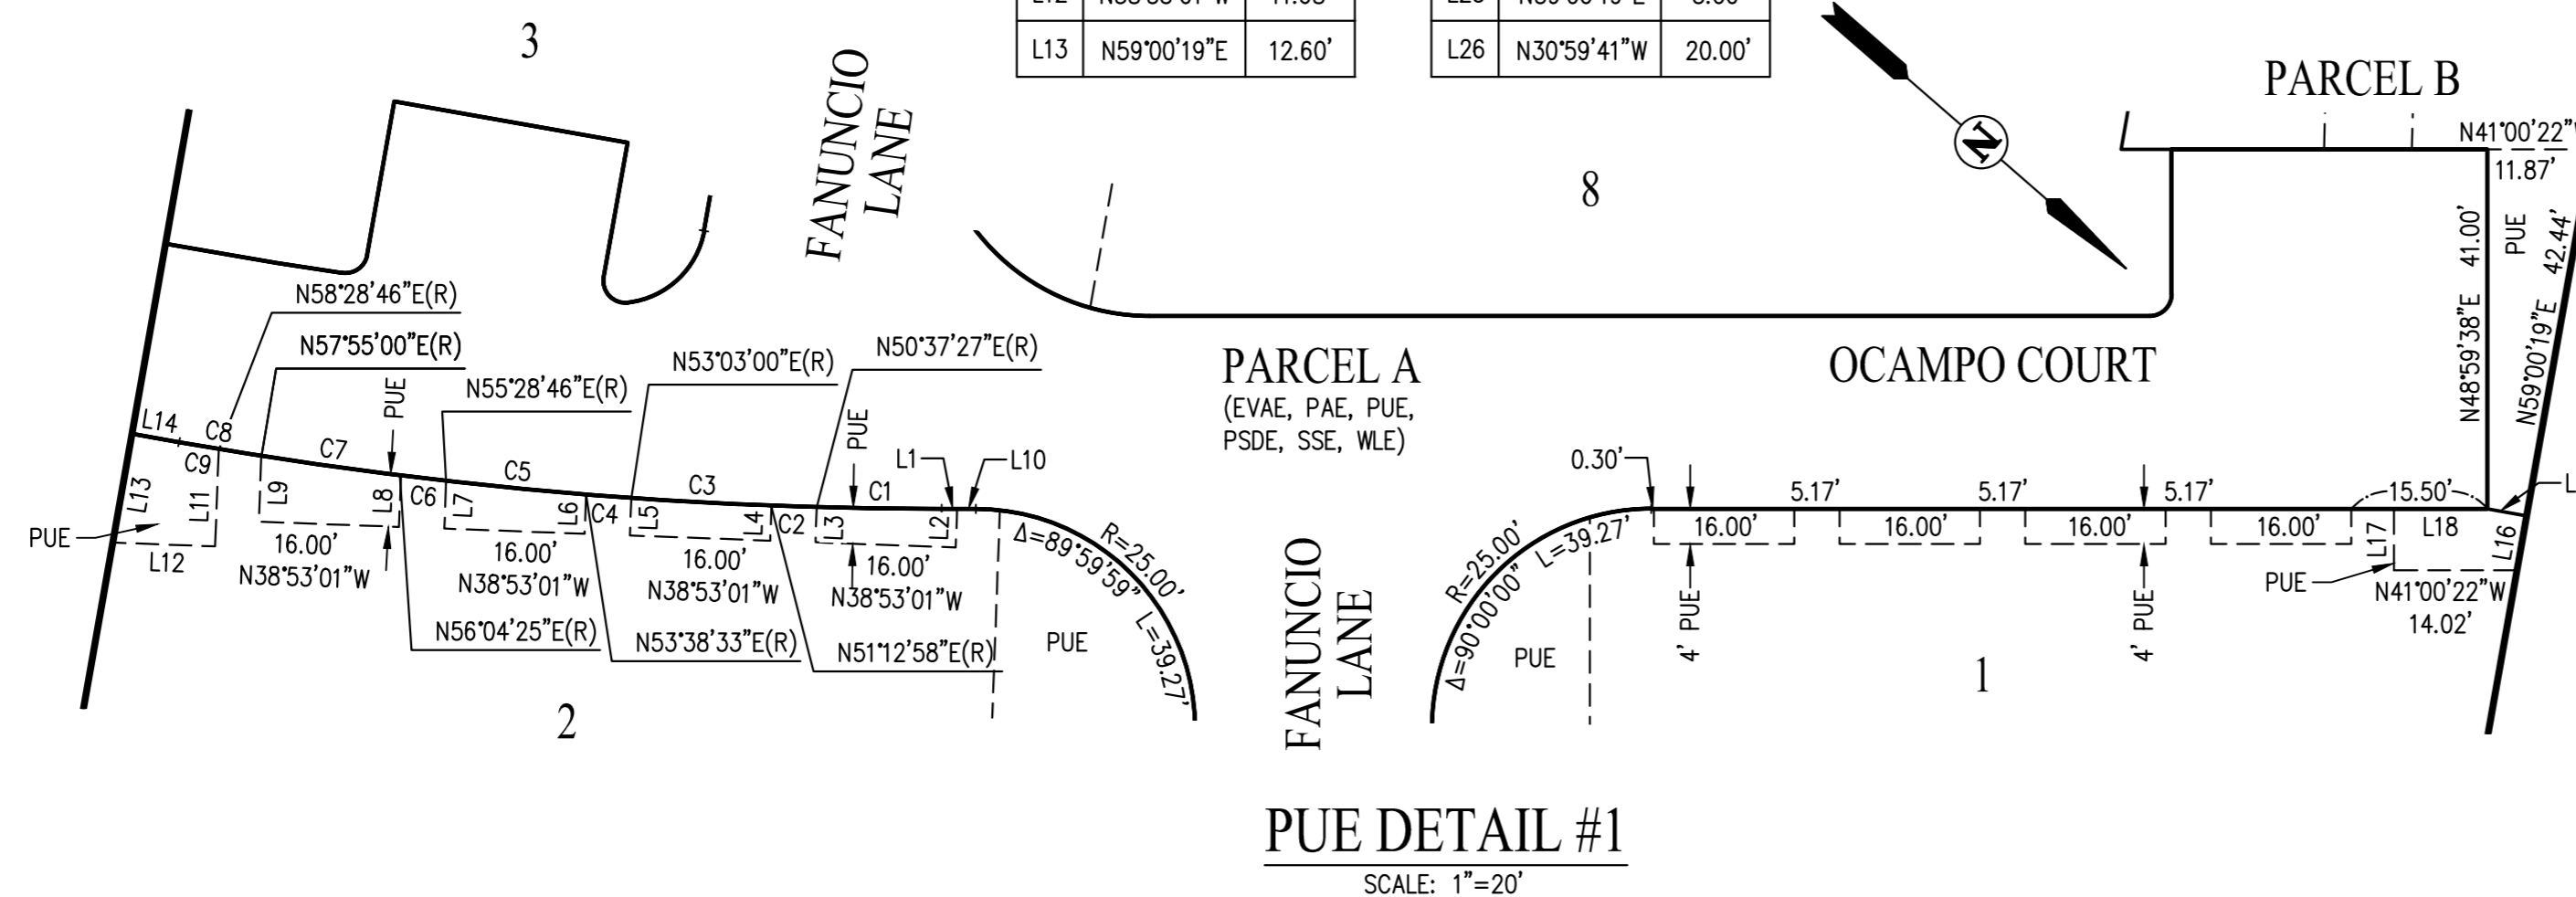 L13 N59°00'19"E 12.60'
L26 N30°59'41"W 20.00'
3
FANUNCIO
LANE
8
N
PARCEL B
N41°00'22"W
11.87'
PUE
N48°59'38"E 41.00'
N59°00'19"E 42.44'
N58°28'46"E(R)
N57°55'00"E(R)
PUE
N55°28'46"E(R)
N53°03'00"E(R)
N50°37'27"E(R)
PUE
PARCEL A
(EVAE, PAE, PUE,
PSDE, SSE, WLE)
OCAMPO COURT
L14
C8
C9
C7
C6
C5
C4
C3
C2
C1
L1
L10
L13
L11
L9
L8
L7
L6
L5
L4
L3
L2
PUE
L12
16.00'
N38°53'01"W
16.00'
N38°53'01"W
16.00'
N38°53'01"W
16.00'
N38°53'01"W
N56°04'25"E(R)
N53°38'33"E(R)
N51°12'58"E(R)
PUE
Δ=89°59'59"
R=25.00'
L=39.27'
FANUNCIO
LANE
R=25.00'
L=39.27'
Δ=90°00'00"
PUE
0.30'
5.17'
5.17'
5.17'
15.50'
16.00'
16.00'
16.00'
16.00'
L17
L18
L16
4' PUE
4' PUE
PUE
N41°00'22"W
14.02'
2
1
PUE DETAIL #1
SCALE: 1"=20'